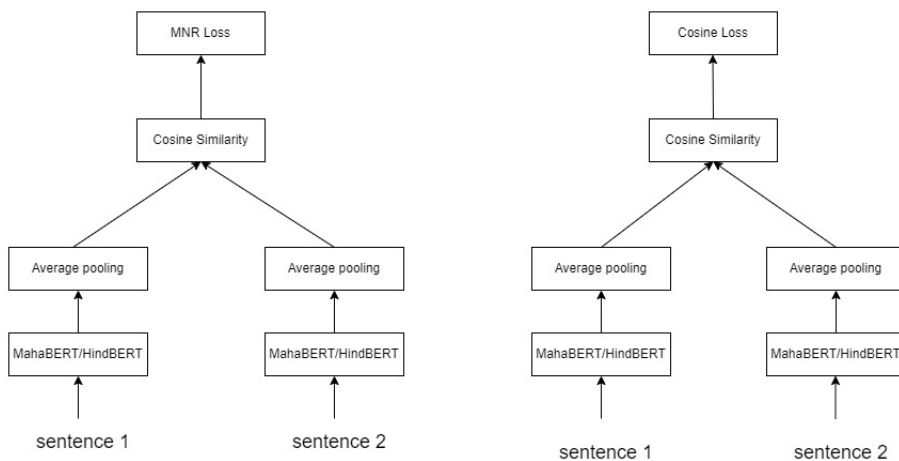 MNR Loss
Cosine Similarity
Average pooling
Average pooling
MahaBERT/HindBERT
MahaBERT/HindBERT
sentence 1
sentence 2
Cosine Loss
Cosine Similarity
Average pooling
Average pooling
MahaBERT/HindBERT
MahaBERT/HindBERT
sentence 1
sentence 2